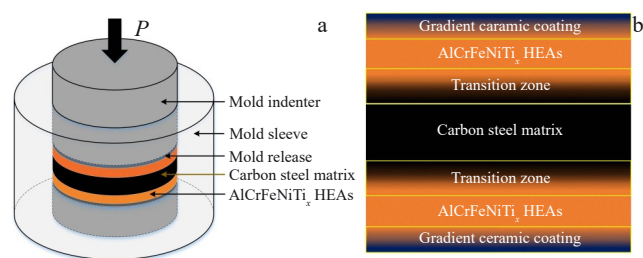 P
a
Mold indenter
Mold sleeve
Mold release
Carbon steel matrix
AlCrFeNiTiₓ HEAs
b
Gradient caramic coating
AlCrFeNiTiₓ HEAs
Transition zone
Carbon steel matrix
Transition zone
AlCrFeNiTiₓ HEAs
Gradient ceramic coating